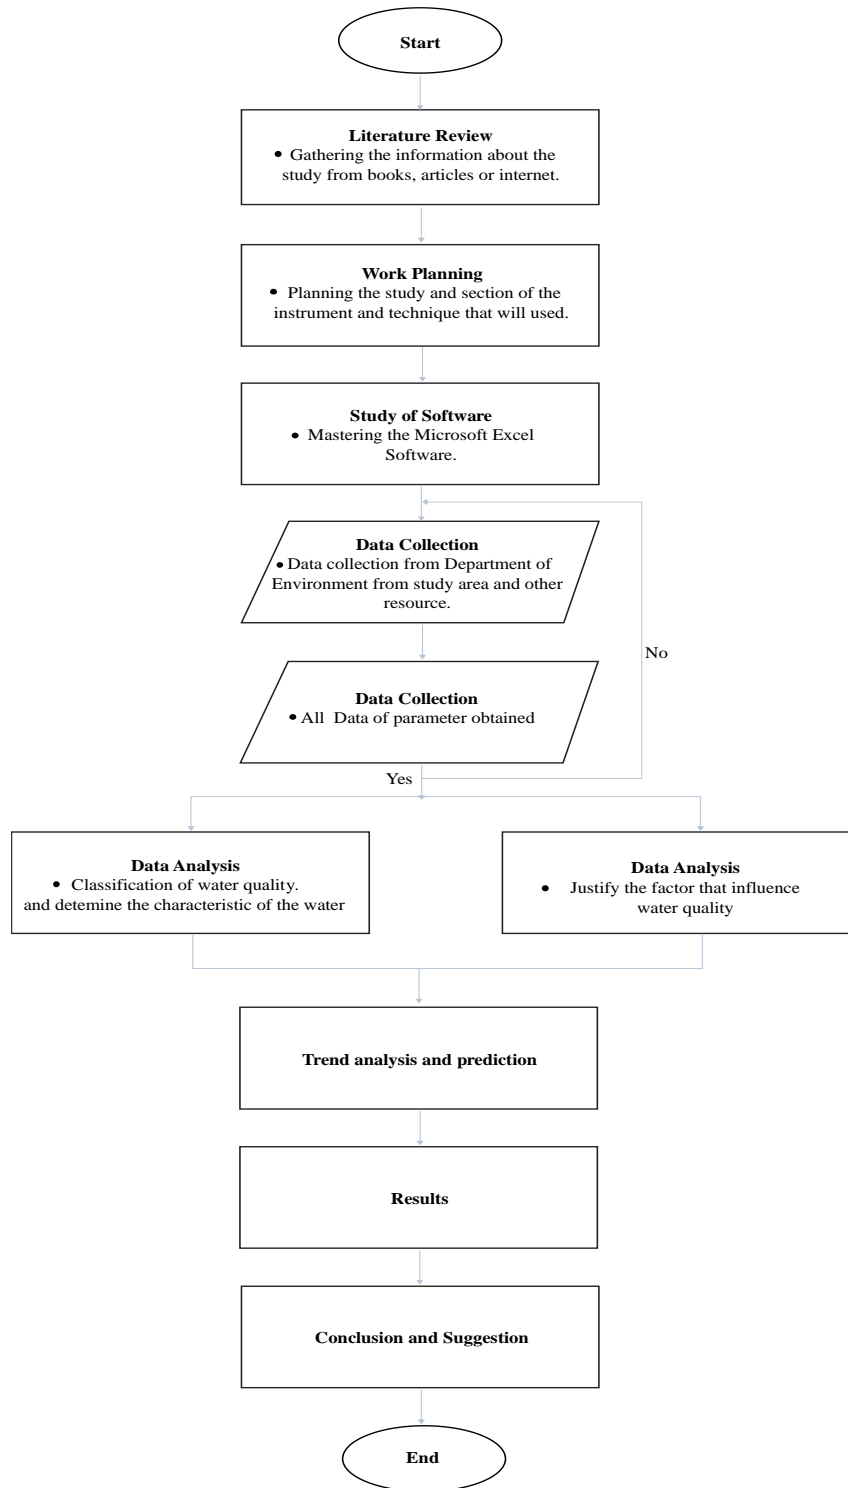 Start
Literature Review
• Gathering the information about the
study from books, articles or internet.
Work Planning
• Planning the study and section of the
instrument and technique that will used.
Study of Software
• Mastering the Microsoft Excel
Software.
Data Collection
• Data collection from Department of
Environment from study area and other
resource.
No
Data Collection
• All Data of parameter obtained
Yes
Data Analysis
• Classification of water quality.
and detemine the characteristic of the water
Data Analysis
• Justify the factor that influence
water quality
Trend analysis and prediction
Results
Conclusion and Suggestion
End